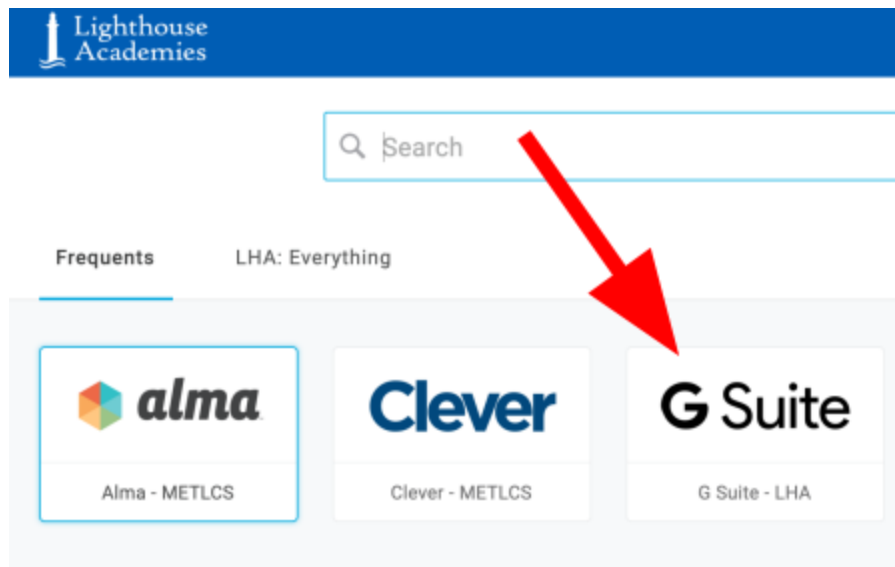 Lighthouse
Academies
Search
Frequents LHA: Everything
alma
Clever
G Suite
Alma - METLCS
Clever - METLCS
G Suite - LHA